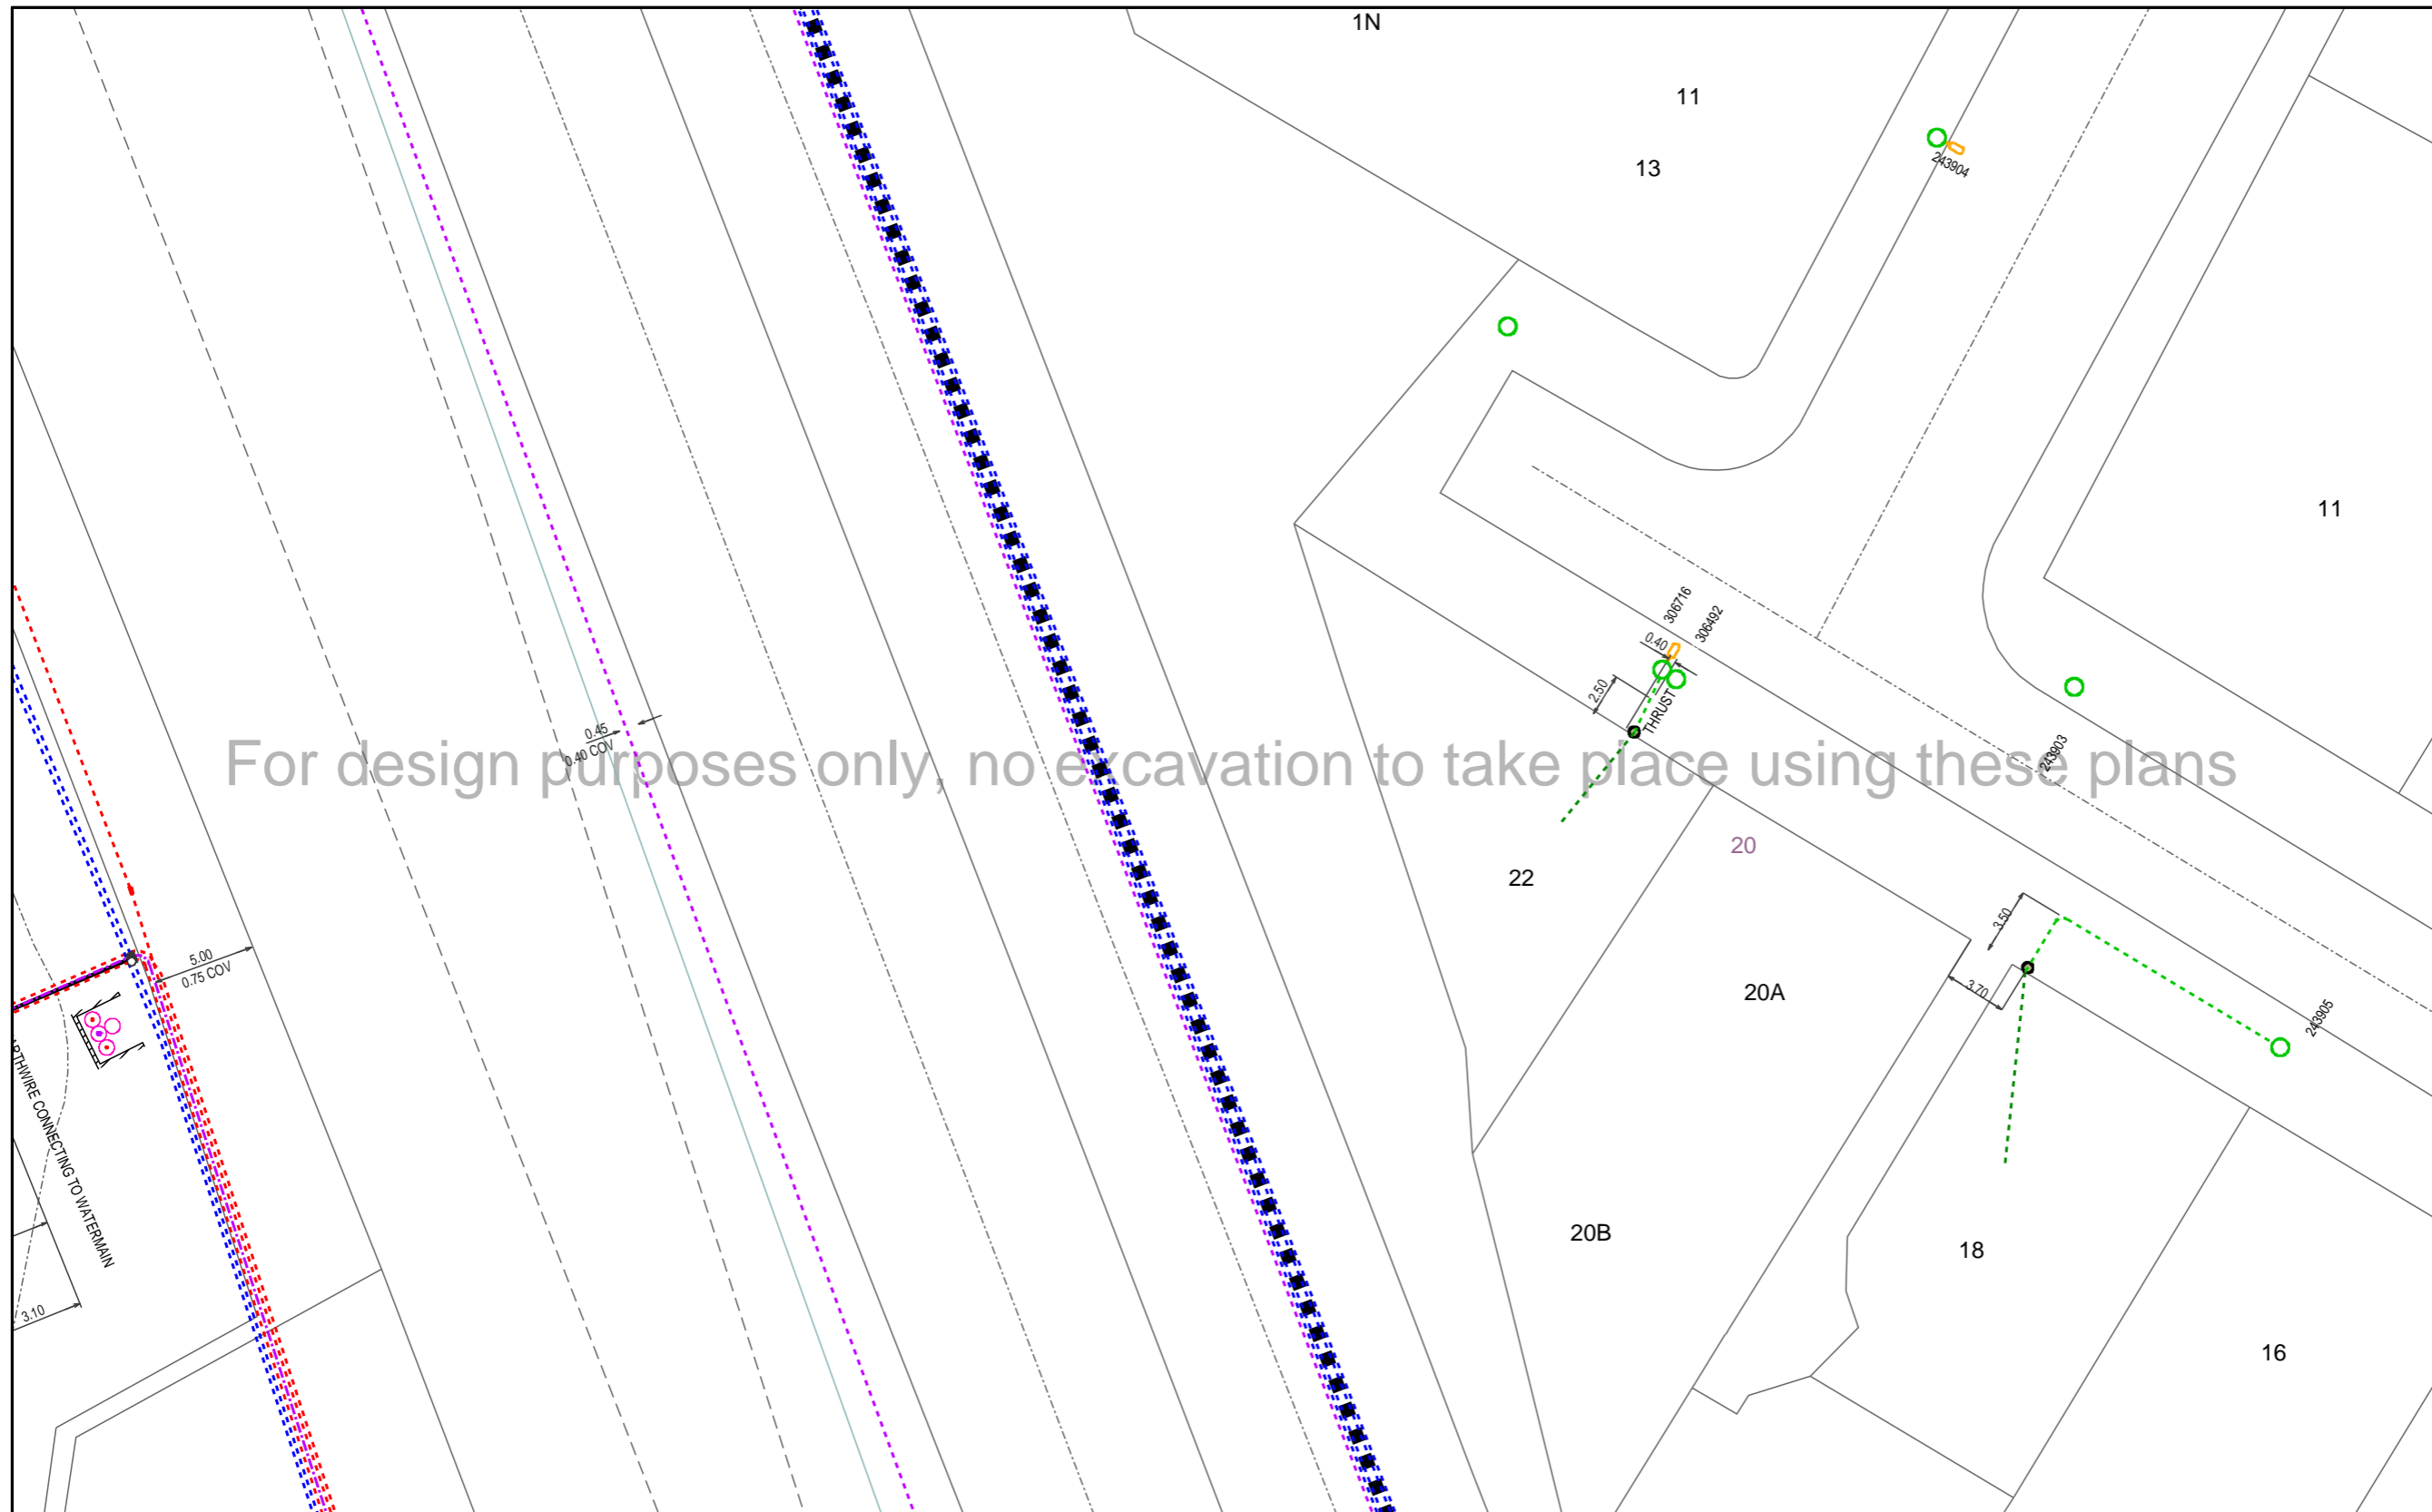 1N
11
13
243904
11
306716
306492
0.40
2.50
THRUST
0.45
0.40 COV
For design purposes only, no excavation to take place using these plans
243903
20
22
3.50
5.00
0.75 COV
3.70
20A
243905
ARTHWIRE CONNECTING TO WATERMAIN
20B
18
3.10
16